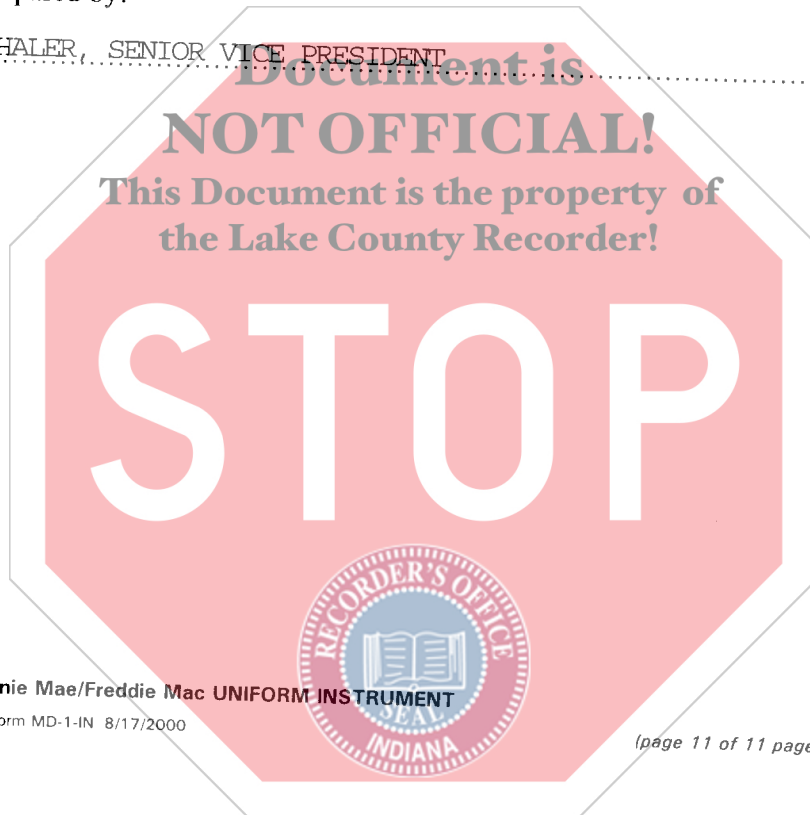 pared by:
HALER, SENIOR VICE PRESIDENT
Document is
NOT OFFICIAL!
This Document is the property of
the Lake County Recorder!
STOP
RECORDER'S OFFICE
SEAL
INDIANA
nie Mae/Freddie Mac UNIFORM INSTRUMENT
orm MD-1-IN 8/17/2000
(page 11 of 11 page